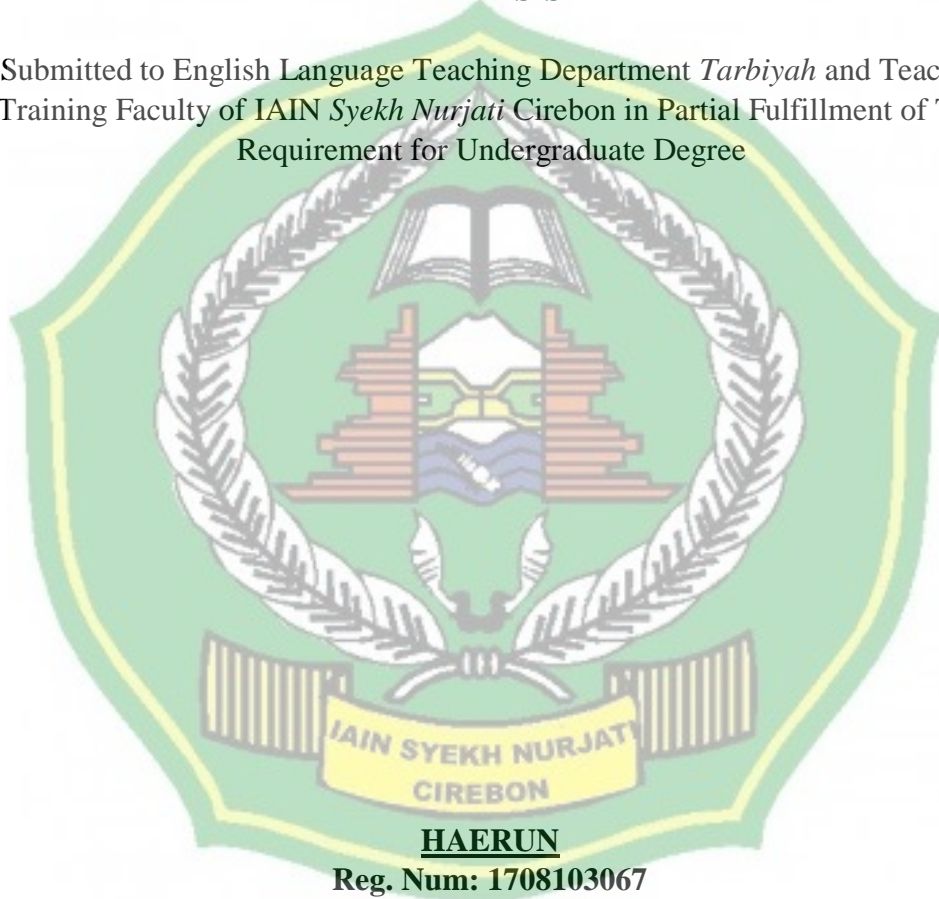 Submitted to English Language Teaching Department Tarbiyah and Teac
Training Faculty of IAIN Syekh Nurjati Cirebon in Partial Fulfillment of
Requirement for Undergraduate Degree
IAIN SYEKH NURJATI
CIREBON
HAERUN
Reg. Num: 1708103067